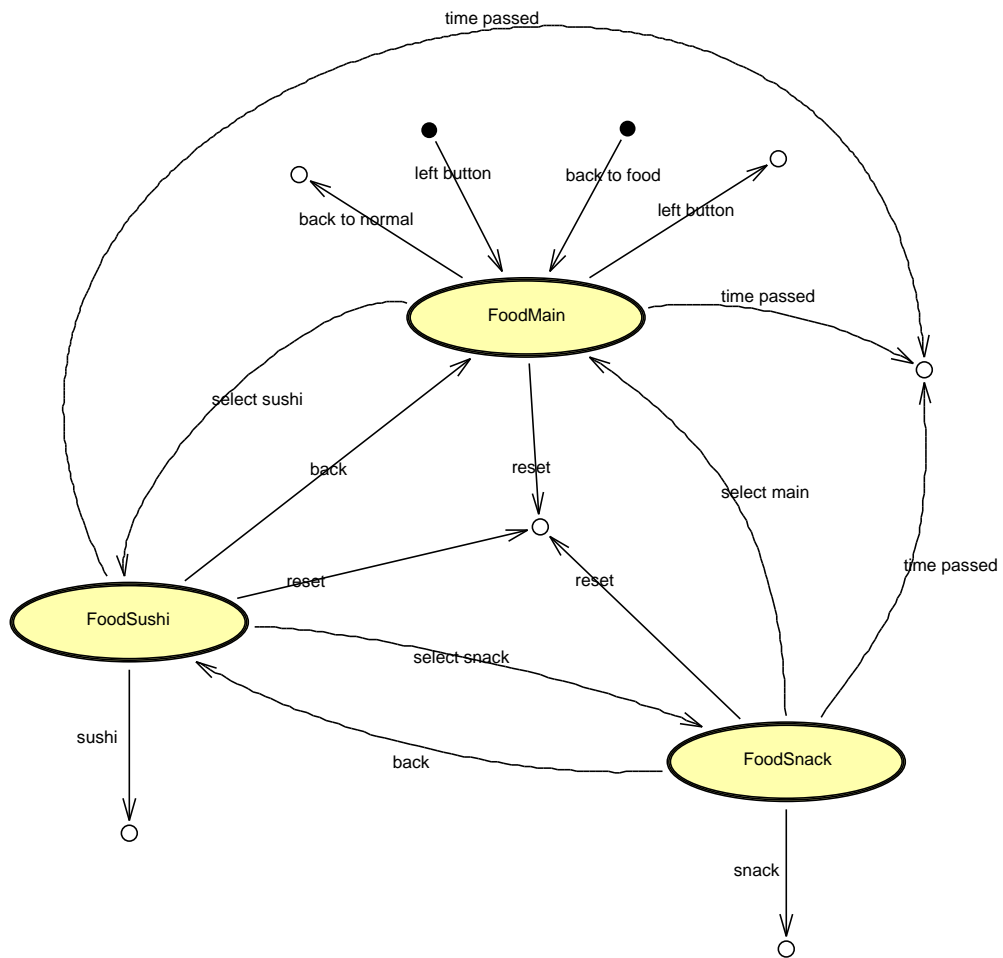 time passed
left button
back to food
back to normal
left button
time passed
FoodMain
select sushi
back
reset
select main
reset
reset
time passed
FoodSushi
select snack
sushi
back
FoodSnack
snack